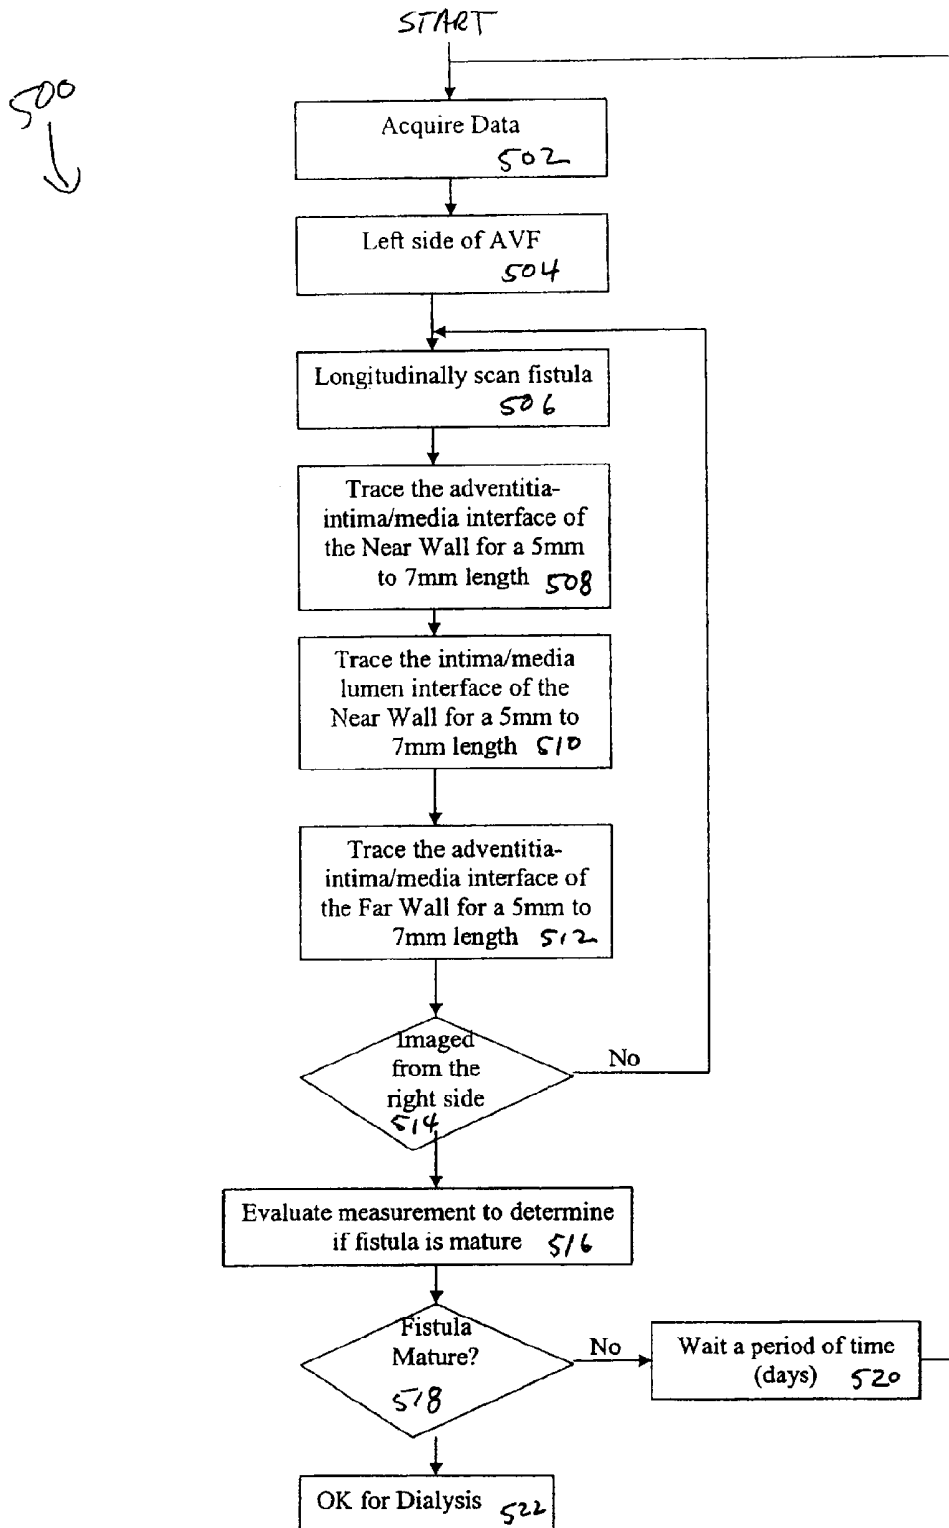 START
500
Acquire Data
502
Left side of AVF
504
Longitudinally scan fistula
506
Trace the adventitia-
intima/media interface of
the Near Wall for a 5mm
to 7mm length 508
Trace the intima/media
lumen interface of the
Near Wall for a 5mm to
7mm length 510
Trace the adventitia-
intima/media interface of
the Far Wall for a 5mm to
7mm length 512
Imaged
from the
right side
514
No
Evaluate measurement to determine
if fistula is mature 516
Fistula
Mature?
518
No
Wait a period of time
(days) 520
OK for Dialysis 522